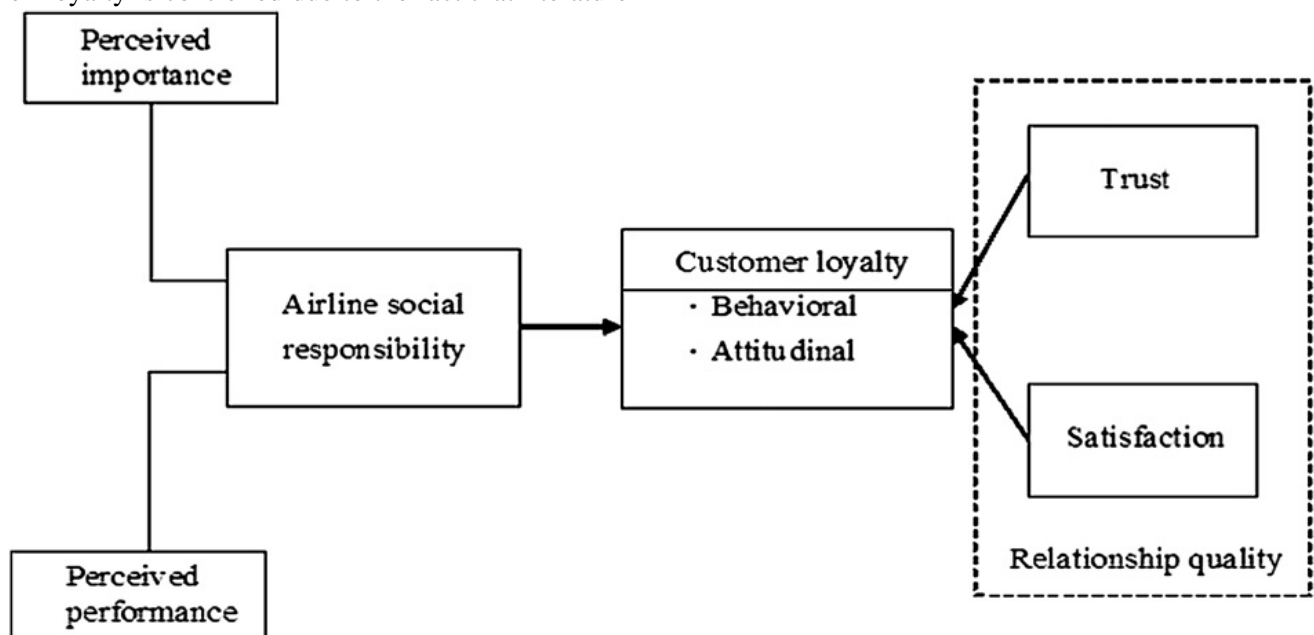 Perceived
importance
Airline social
responsibility
Customer loyalty
· Behavioral
· Attitudinal
Trust
Satisfaction
Relationship quality
Perceived
performance